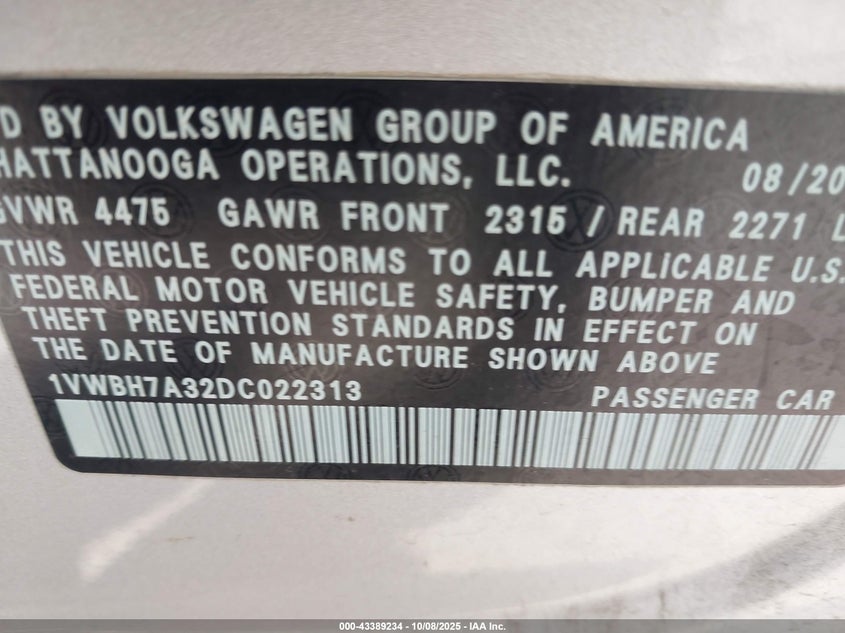 D BY VOLKSWAGEN GROUP OF AMERICA
HATTANOOGA OPERATIONS, LLC. 08/20
GVWR 4475 GAWR FRONT 2315 / REAR 2271 L
THIS VEHICLE CONFORMS TO ALL APPLICABLE U.S.
FEDERAL MOTOR VEHICLE SAFETY, BUMPER AND
THEFT PREVENTION STANDARDS IN EFFECT ON
THE DATE OF MANUFACTURE SHOWN ABOVE
1VWBH7A32DC022313 PASSENGER CAR
000-43389234 - 10/08/2025 - IAA Inc.